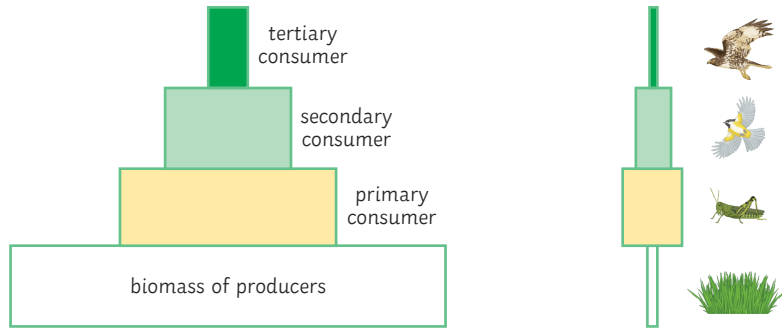 tertiary
consumer
secondary
consumer
primary
consumer
biomass of producers